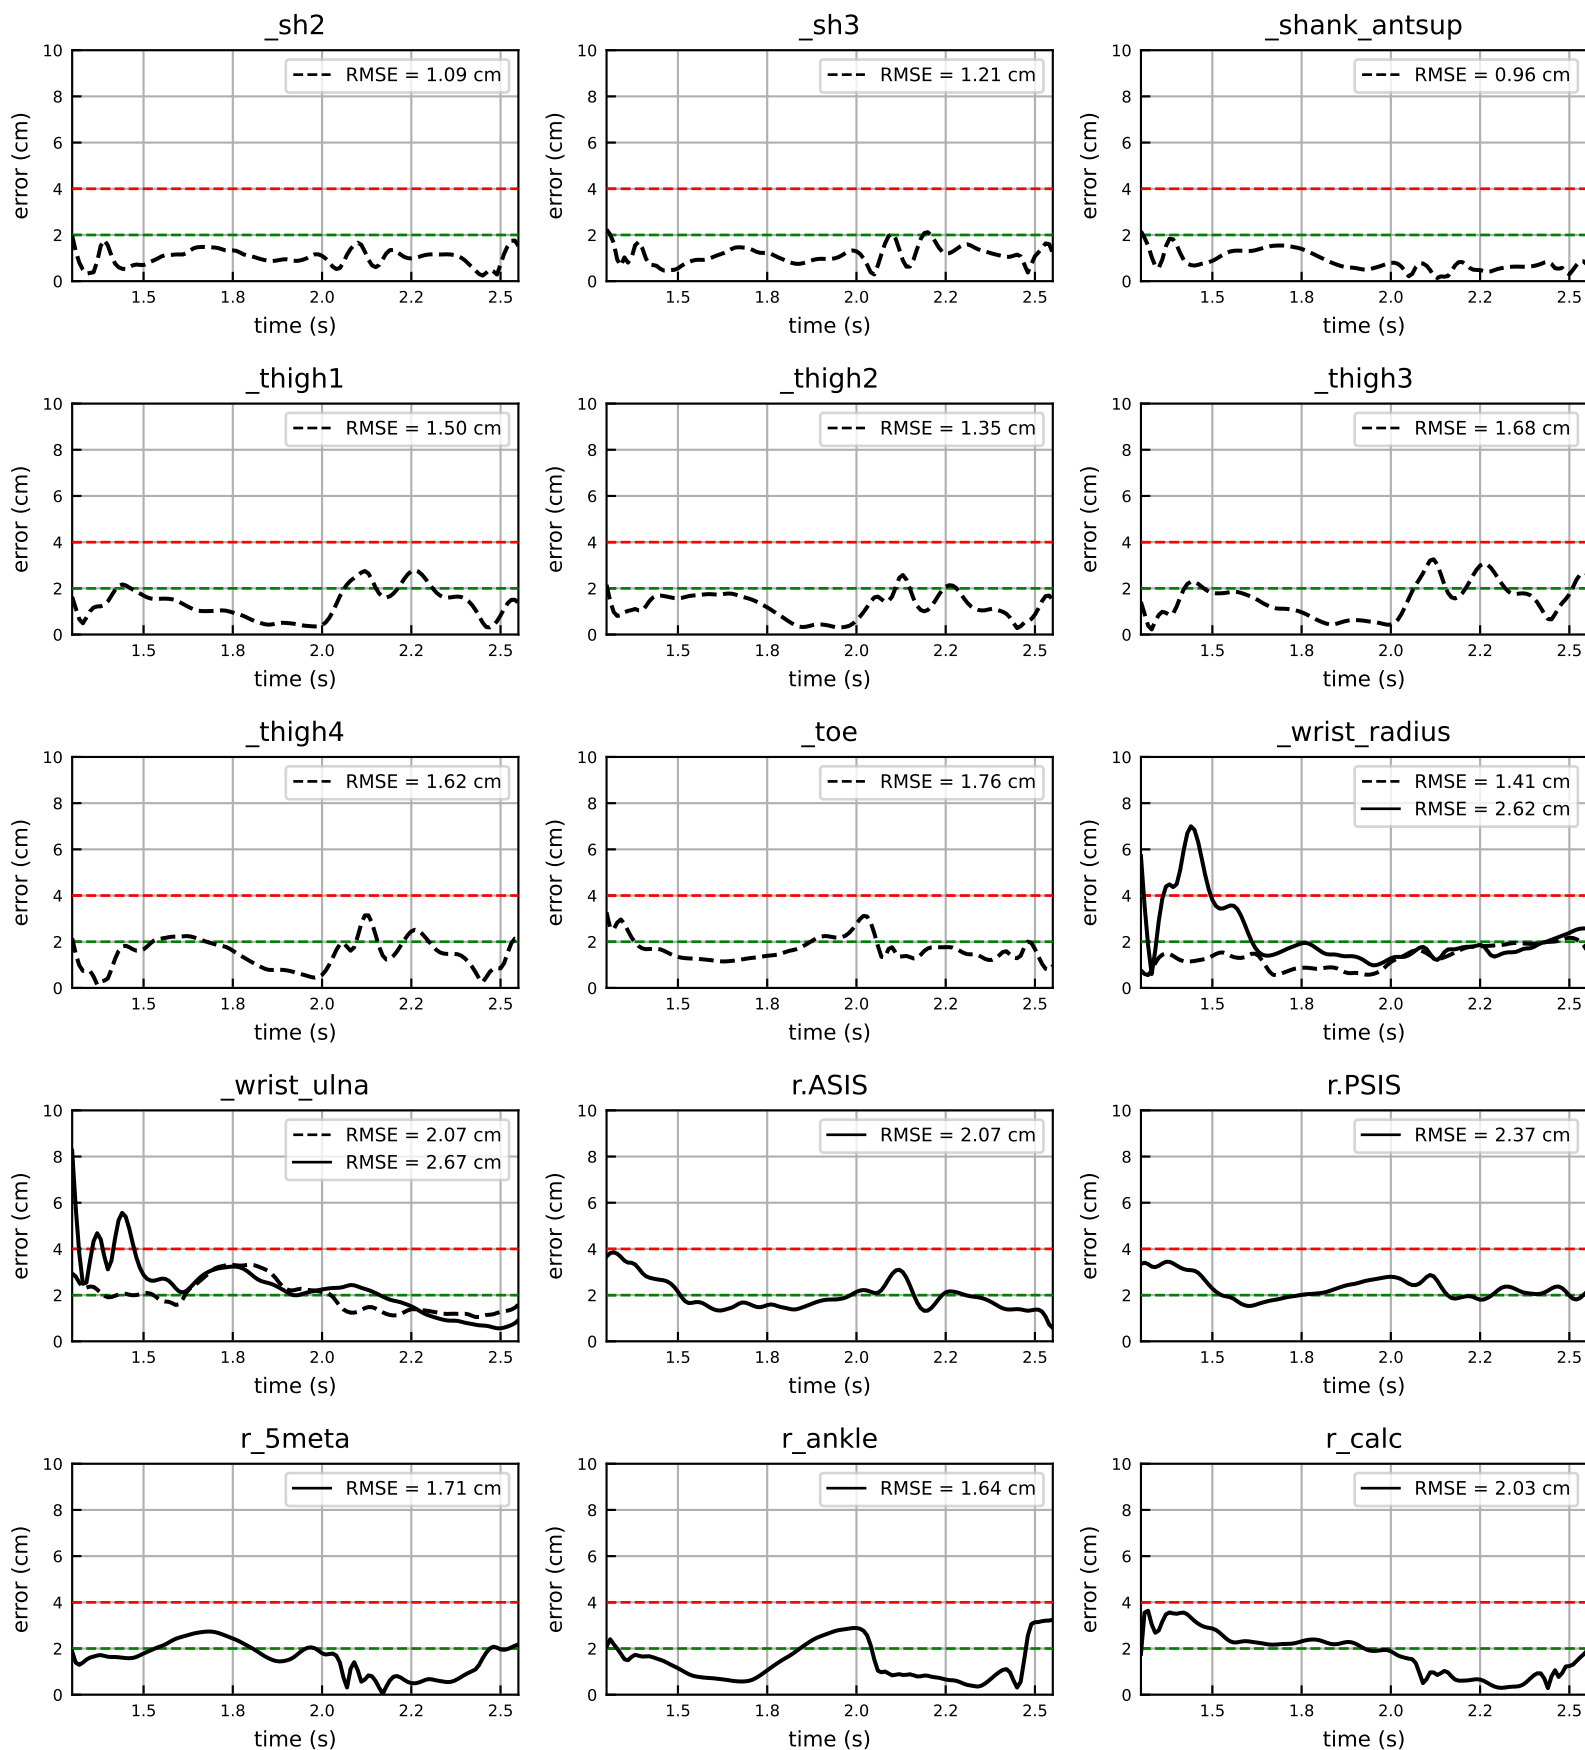 _sh2
10
8
6
4
2
0
error (cm)
RMSE = 1.09 cm
1.5 1.8 2.0 2.2 2.5
time (s)
_sh3
10
8
6
4
2
0
error (cm)
RMSE = 1.21 cm
1.5 1.8 2.0 2.2 2.5
time (s)
_shank_antsup
10
8
6
4
2
0
error (cm)
RMSE = 0.96 cm
1.5 1.8 2.0 2.2 2.5
time (s)
_thigh1
10
8
6
4
2
0
error (cm)
RMSE = 1.50 cm
1.5 1.8 2.0 2.2 2.5
time (s)
_thigh2
10
8
6
4
2
0
error (cm)
RMSE = 1.35 cm
1.5 1.8 2.0 2.2 2.5
time (s)
_thigh3
10
8
6
4
2
0
error (cm)
RMSE = 1.68 cm
1.5 1.8 2.0 2.2 2.5
time (s)
_thigh4
10
8
6
4
2
0
error (cm)
RMSE = 1.62 cm
1.5 1.8 2.0 2.2 2.5
time (s)
_toe
10
8
6
4
2
0
error (cm)
RMSE = 1.76 cm
1.5 1.8 2.0 2.2 2.5
time (s)
_wrist_radius
10
8
6
4
2
0
error (cm)
RMSE = 1.41 cm
RMSE = 2.62 cm
1.5 1.8 2.0 2.2 2.5
time (s)
_wrist_ulna
10
8
6
4
2
0
error (cm)
RMSE = 2.07 cm
RMSE = 2.67 cm
1.5 1.8 2.0 2.2 2.5
time (s)
r.ASIS
10
8
6
4
2
0
error (cm)
RMSE = 2.07 cm
1.5 1.8 2.0 2.2 2.5
time (s)
r.PSIS
10
8
6
4
2
0
error (cm)
RMSE = 2.37 cm
1.5 1.8 2.0 2.2 2.5
time (s)
r_5meta
10
8
6
4
2
0
error (cm)
RMSE = 1.71 cm
1.5 1.8 2.0 2.2 2.5
time (s)
r_ankle
10
8
6
4
2
0
error (cm)
RMSE = 1.64 cm
1.5 1.8 2.0 2.2 2.5
time (s)
r_calc
10
8
6
4
2
0
error (cm)
RMSE = 2.03 cm
1.5 1.8 2.0 2.2 2.5
time (s)